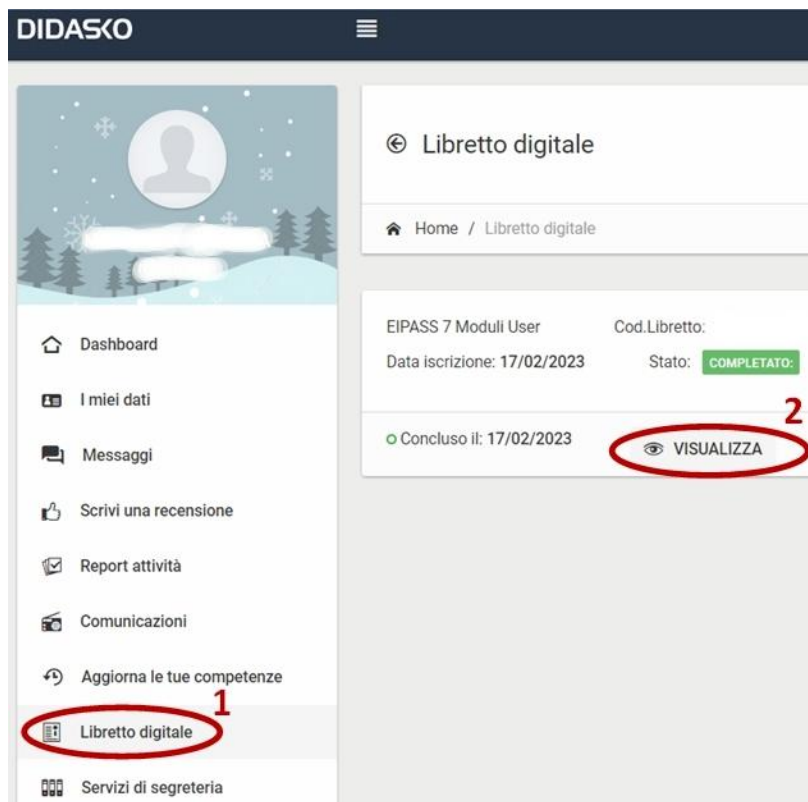 DIDASKO
Libretto digitale
Home / Libretto digitale
EIPASS 7 Moduli User Cod.Libretto:
Data iscrizione: 17/02/2023 Stato: COMPLETATO:
2
Concluso il: 17/02/2023 VISUALIZZA
Dashboard
I miei dati
Messaggi
Scrivi una recensione
Report attività
Comunicazioni
Aggiorna le tue competenze
1
Libretto digitale
Servizi di segreteria